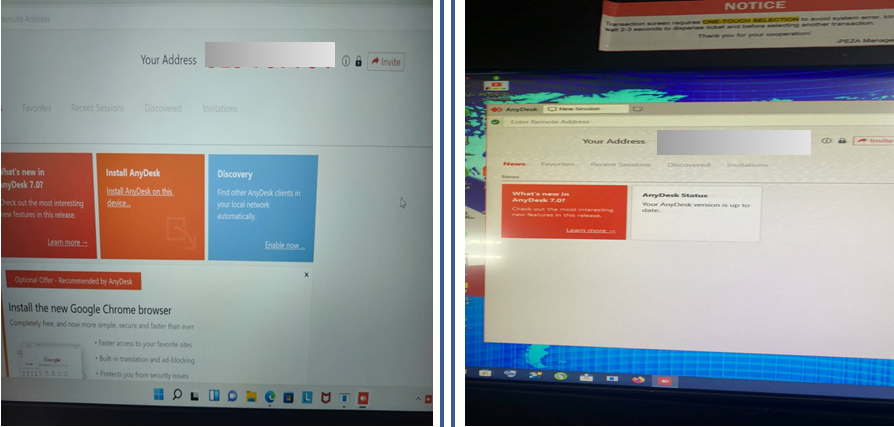 Remote Address
Your Address
Invite
Favorites
Recent Sessions
Discovered
Invitations
What's new in
AnyDesk 7.0?
Check out the most interesting
new features in this release.
Learn more →
Install AnyDesk
Install AnyDesk on this
device...
Discovery
Find other AnyDesk clients in
your local network
automatically.
Enable now...
x
Optional Offer - Recommended by AnyDesk
Install the new Google Chrome browser
Completely free, and now more simple, secure and faster than ever
• Faster access to your favorite sites
• Built-in translation and ad-blocking
• Protects you from security issues
Google
NOTICE
Transaction screen requires ONE-TOUCH SELECTION to avoid system error,
wait 2-3 seconds to dispense ticket and before selecting another transaction.
Thank you for your cooperation!
-PEZA
AnyDesk
New Session
Enter Remote Address
Your Address
Invite
News
Favorites
Recent Sessions
Discovered
Invitations
News
What's new in
AnyDesk 7.0?
Check out the most interesting
new features in this release.
Learn more →
AnyDesk Status
Your AnyDesk version is up to
date.